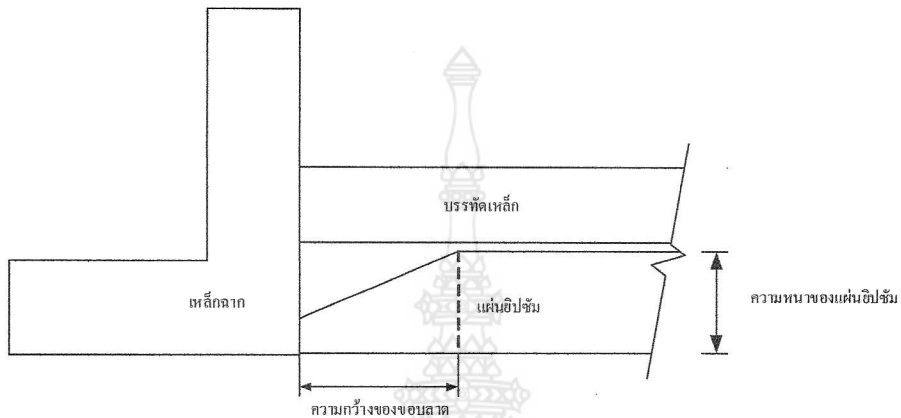 บรรทัดเหล็ก
เหล็กฉาก
แผ่นยิปซัม
ความหนาของแผ่นยิปซัม
ความกว้างของขอบลาด